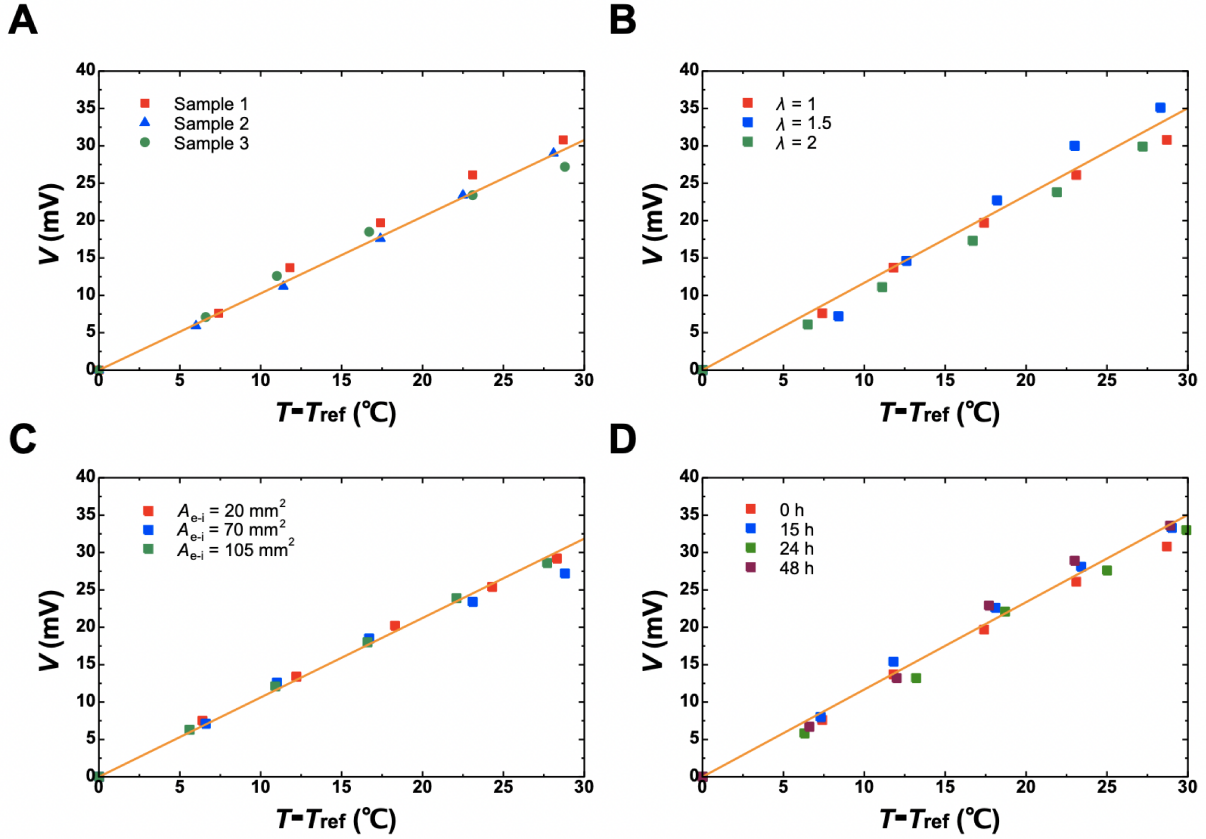 A
40
35
30
25
20
15
10
5
0
V (mV)
Sample 1
Sample 2
Sample 3
0 5 10 15 20 25 30
T-Tref (℃)
B
40
35
30
25
20
15
10
5
0
V (mV)
λ = 1
λ = 1.5
λ = 2
0 5 10 15 20 25 30
T-Tref (℃)
C
40
35
30
25
20
15
10
5
0
V (mV)
Ae-i = 20 mm²
Ae-i = 70 mm²
Ae-i = 105 mm²
0 5 10 15 20 25 30
T-Tref (℃)
D
40
35
30
25
20
15
10
5
0
V (mV)
0 h
15 h
24 h
48 h
0 5 10 15 20 25 30
T-Tref (℃)